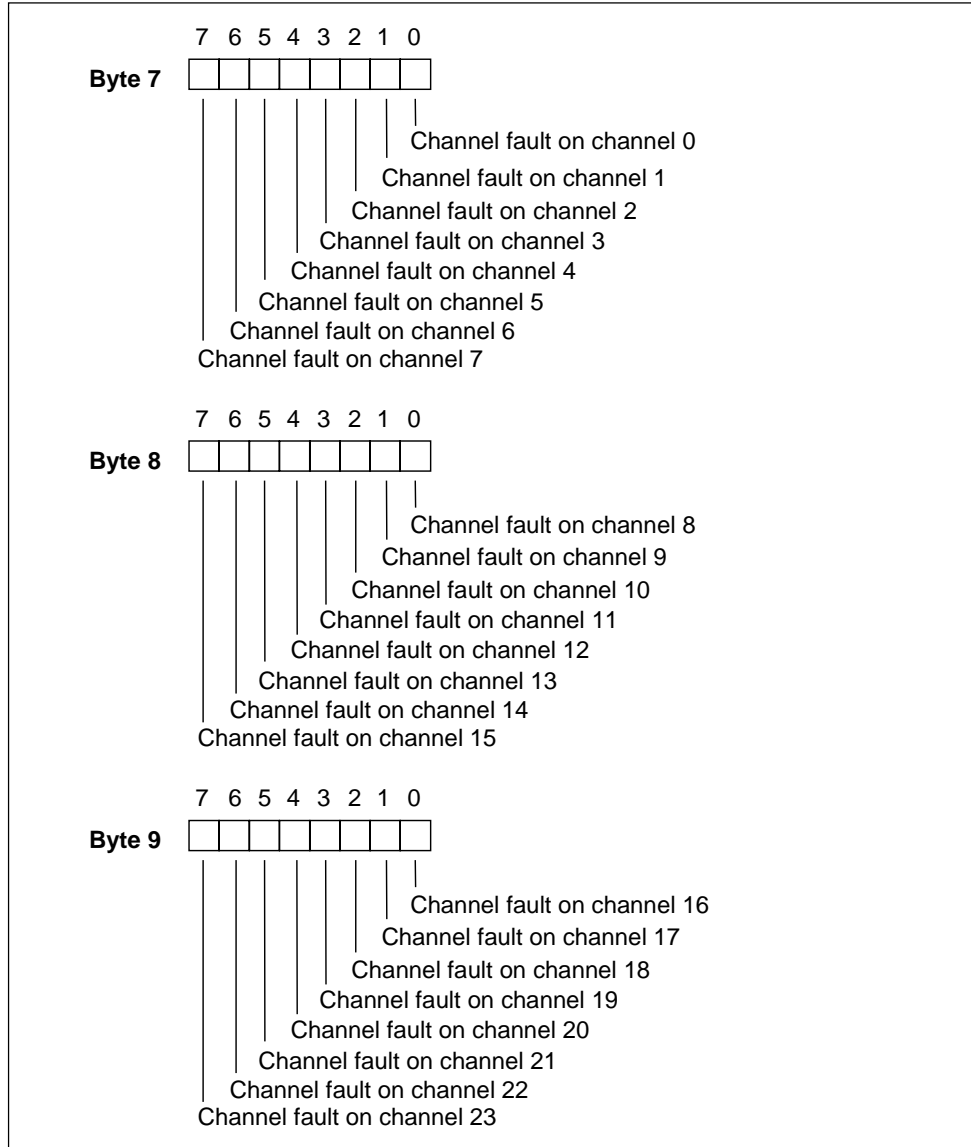 7 6 5 4 3 2 1 0
Byte 7
Channel fault on channel 0
Channel fault on channel 1
Channel fault on channel 2
Channel fault on channel 3
Channel fault on channel 4
Channel fault on channel 5
Channel fault on channel 6
Channel fault on channel 7
7 6 5 4 3 2 1 0
Byte 8
Channel fault on channel 8
Channel fault on channel 9
Channel fault on channel 10
Channel fault on channel 11
Channel fault on channel 12
Channel fault on channel 13
Channel fault on channel 14
Channel fault on channel 15
7 6 5 4 3 2 1 0
Byte 9
Channel fault on channel 16
Channel fault on channel 17
Channel fault on channel 18
Channel fault on channel 19
Channel fault on channel 20
Channel fault on channel 21
Channel fault on channel 22
Channel fault on channel 23